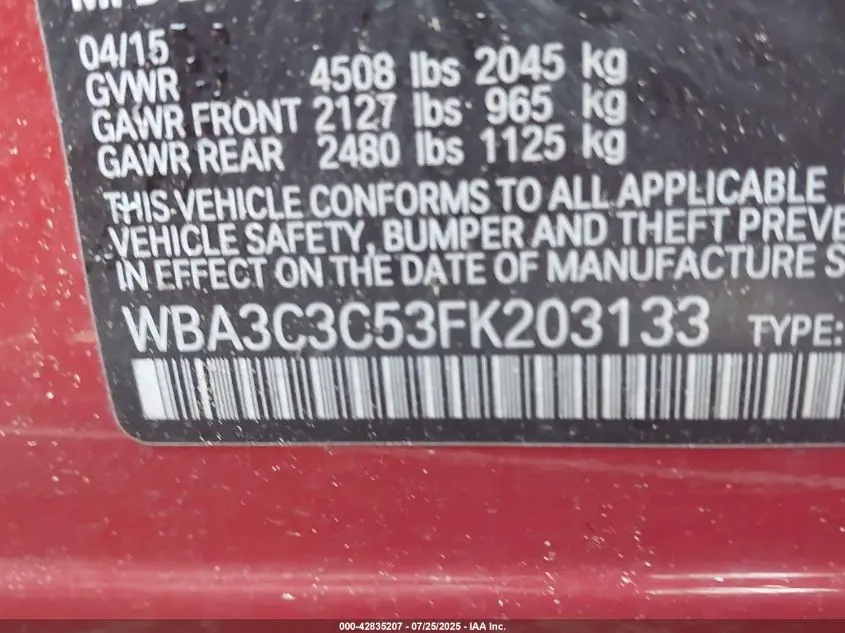 04/15
GVWR 4508 lbs 2045 kg
GAWR FRONT 2127 lbs 965 kg
GAWR REAR 2480 lbs 1125 kg
THIS VEHICLE CONFORMS TO ALL APPLICABLE
VEHICLE SAFETY, BUMPER AND THEFT PREVE
IN EFFECT ON THE DATE OF MANUFACTURE S
WBA3C3C53FK203133 TYPE:
000-42835207 - 07/25/2025 - IAA Inc.